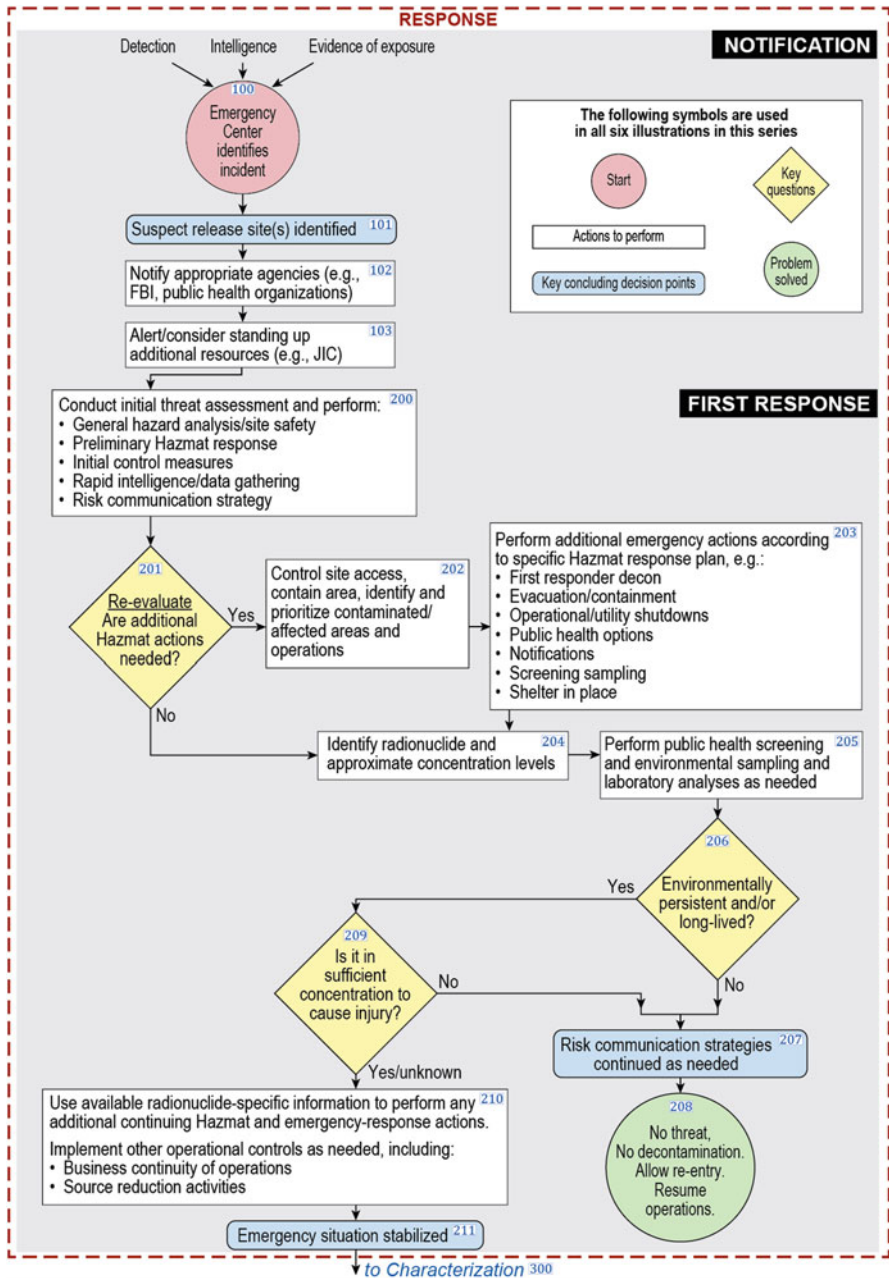 RESPONSE
NOTIFICATION
Detection
Intelligence
Evidence of exposure
100
Emergency
Center
identifies
incident
The following symbols are used
in all six illustrations in this series
Start
Key
questions
Actions to perform
Problem
solved
Key concluding decision points
Suspect release site(s) identified 101
Notify appropriate agencies (e.g., 102
FBI, public health organizations)
Alert/consider standing up 103
additional resources (e.g., JIC)
FIRST RESPONSE
Conduct initial threat assessment and perform: 200
• General hazard analysis/site safety
• Preliminary Hazmat response
• Initial control measures
• Rapid intelligence/data gathering
• Risk communication strategy
201
Re-evaluate
Are additional
Hazmat actions
needed?
Yes
No
Control site access, 202
contain area, identify and
prioritize contaminated/
affected areas and
operations
Perform additional emergency actions according 203
to specific Hazmat response plan, e.g.:
• First responder decon
• Evacuation/containment
• Operational/utility shutdowns
• Public health options
• Notifications
• Screening sampling
• Shelter in place
Identify radionuclide and 204
approximate concentration levels
Perform public health screening 205
and environmental sampling and
laboratory analyses as needed
206
Environmentally
persistent and/or
long-lived?
Yes
No
209
Is it in
sufficient
concentration to
cause injury?
No
Yes/unknown
Risk communication strategies 207
continued as needed
208
No threat,
No decontamination.
Allow re-entry.
Resume
operations.
Use available radionuclide-specific information to perform any 210
additional continuing Hazmat and emergency-response actions.
Implement other operational controls as needed, including:
• Business continuity of operations
• Source reduction activities
Emergency situation stabilized 211
to Characterization 300